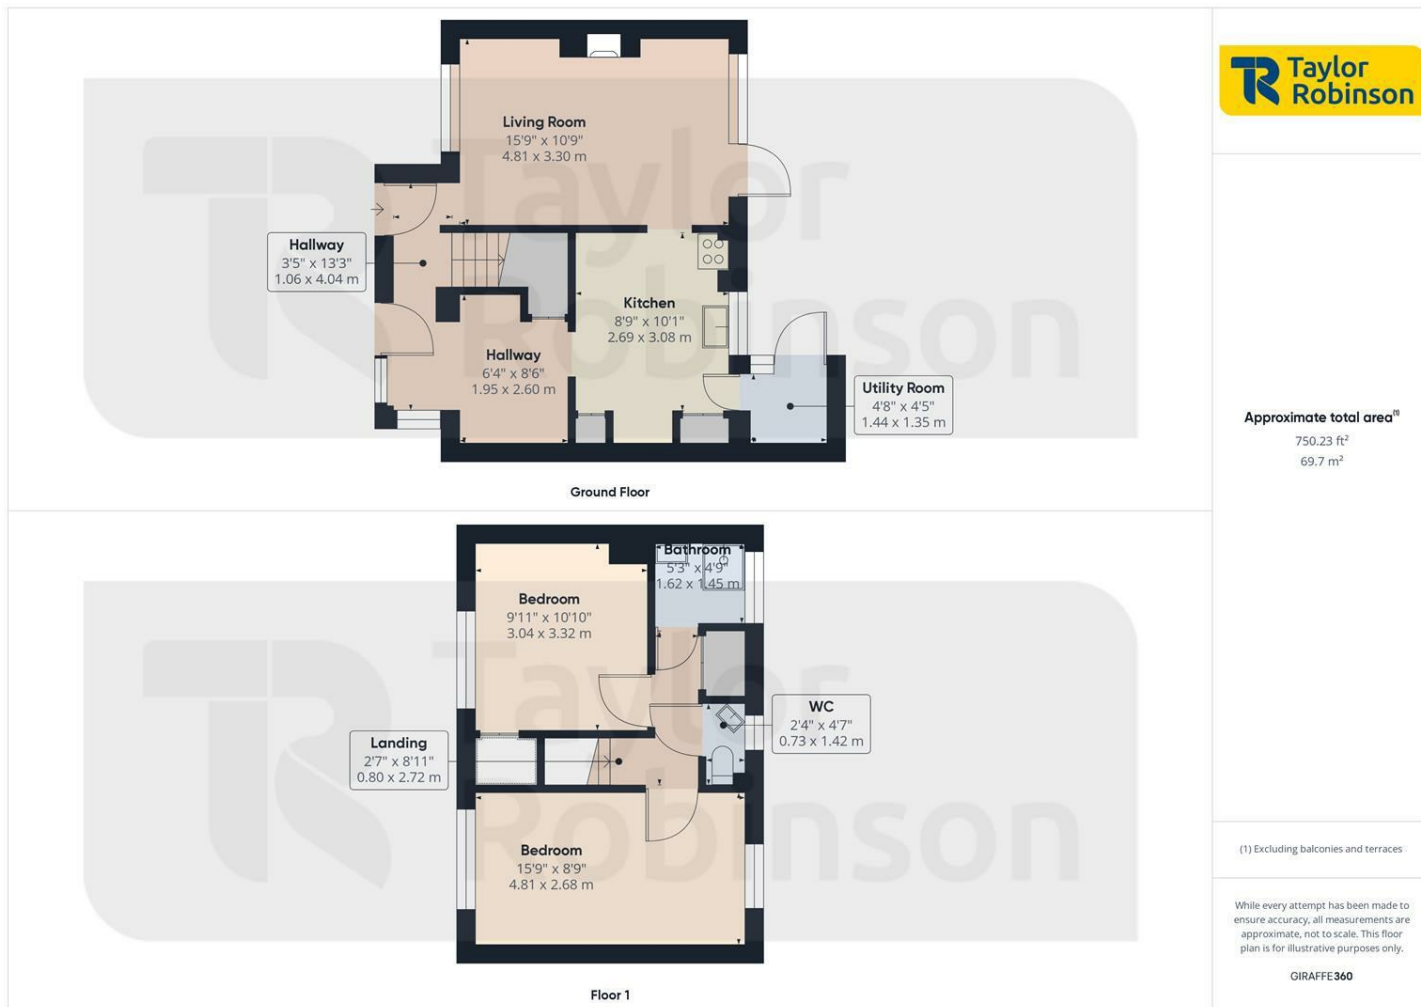 Living Room
15'9" x 10'9"
4.81 x 3.30 m
Hallway
3'5" x 13'3"
1.06 x 4.04 m
Kitchen
8'9" x 10'1"
2.69 x 3.08 m
Hallway
6'4" x 8'6"
1.95 x 2.60 m
Utility Room
4'8" x 4'5"
1.44 x 1.35 m
Taylor
Robinson
Ground Floor
Bathroom
5'3" x 4'9"
1.62 x 1.45 m
Bedroom
9'11" x 10'10"
3.04 x 3.32 m
WC
2'4" x 4'7"
0.73 x 1.42 m
Landing
2'7" x 8'11"
0.80 x 2.72 m
Bedroom
15'9" x 8'9"
4.81 x 2.68 m
Taylor
Robinson
Floor 1
TR Taylor
Robinson
Approximate total area(1)
750.23 ft²
69.7 m²
(1) Excluding balconies and terraces
While every attempt has been made to
ensure accuracy, all measurements are
approximate, not to scale. This floor
plan is for illustrative purposes only.
GIRAFFE360